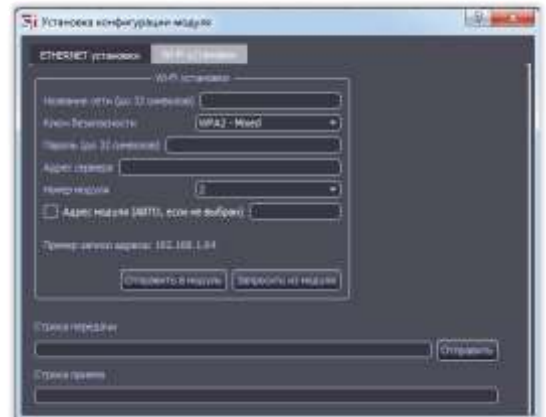 Установка конфигурации модуля
ETHERNET установки Wi-Fi установки
Wi-Fi установки
Название сети (до 32 символов)
Ключ безопасности WPA2 - Mixed
Пароль (до 32 символов)
Адрес сервера
Номер модуля 2
Адрес модуля (АВТО, если не выбран)
Пример записи адреса: 192.168.1.64
Отправить в модуль Запросить из модуля
Строка передачи
Отправить
Строка приема